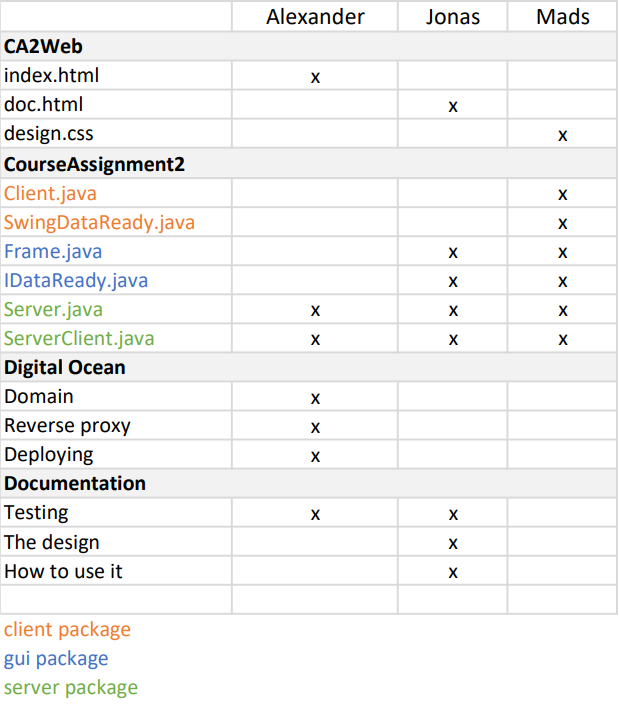 Alexander Jonas Mads
CA2Web
index.html x
doc.html x
design.css x
CourseAssignment2
Client.java x
SwingDataReady.java x
Frame.java x x
IDataReady.java x x
Server.java x x x
ServerClient.java x x x
Digital Ocean
Domain x
Reverse proxy x
Deploying x
Documentation
Testing x x
The design x
How to use it x
client package
gui package
server package